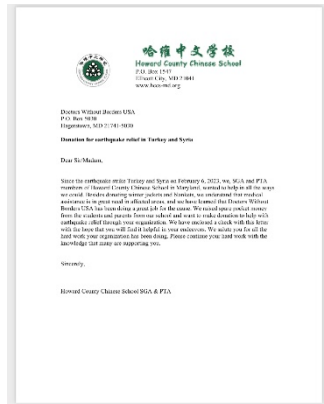 哈维中文学校
Howard County Chinese School
P.O. Box 1547
Ellicott City, MD 21041
www.hccs-md.org
Doctors Without Borders USA
P.O. Box 5030
Hagerstown, MD 21741-5030
Donation for earthquake relief in Turkey and Syria
Dear Sir/Madam,
Since the earthquake strike Turkey and Syria on February 6, 2023, we, SGA and PTA
members of Howard County Chinese School in Maryland, wanted to help in all the ways
we could. Besides donating winter jackets and blankets, we understand that medical
assistance is in great need in affected areas, and we have learned that Doctors Without
Borders USA has been doing a great job for the cause. We raised spare pocket money
from the students and parents from our school and want to make donation to help with
earthquake relief through your organization. We have enclosed a check with this letter
with the hope that you will find it helpful in your endeavors. We salute you for all the
hard work your organization has been doing. Please continue your hard work with the
knowledge that many are supporting you.
Sincerely,
Howard County Chinese School SGA & PTA